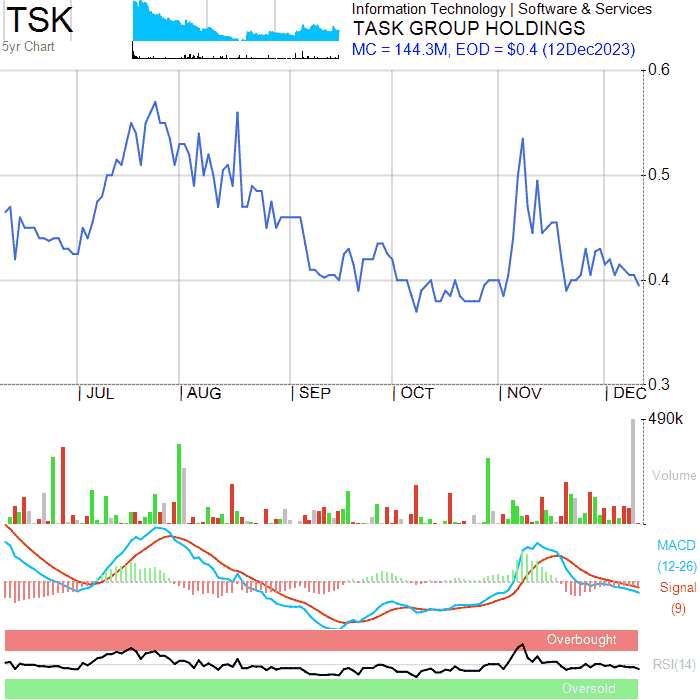 TSK
5yr Chart
Information Technology | Software & Services
TASK GROUP HOLDINGS
MC = 144.3M, EOD = $0.4 (12Dec2023)
0.6
0.5
0.4
0.3
| JUL | AUG | SEP | OCT | NOV | DEC
490k
Volume
MACD
(12-26)
Signal
(9)
Overbought
RSI(14)
Oversold